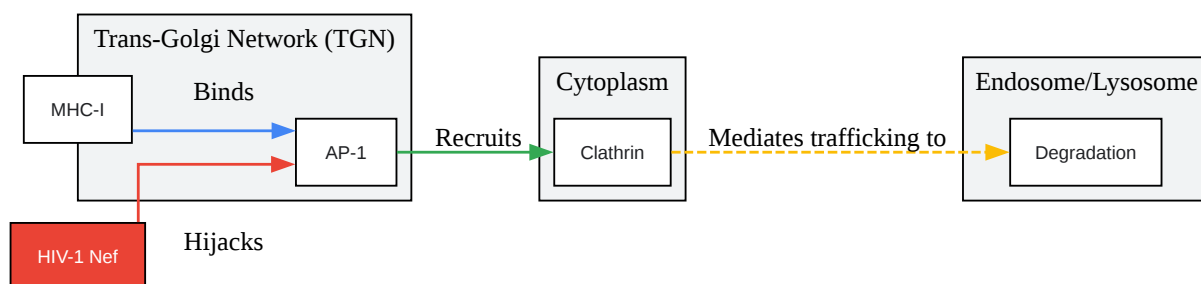 Trans-Golgi Network (TGN)
MHC-I
Binds
AP-1
HIV-1 Nef
Hijacks
Recruits
Cytoplasm
Clathrin
Mediates trafficking to
Endosome/Lysosome
Degradation